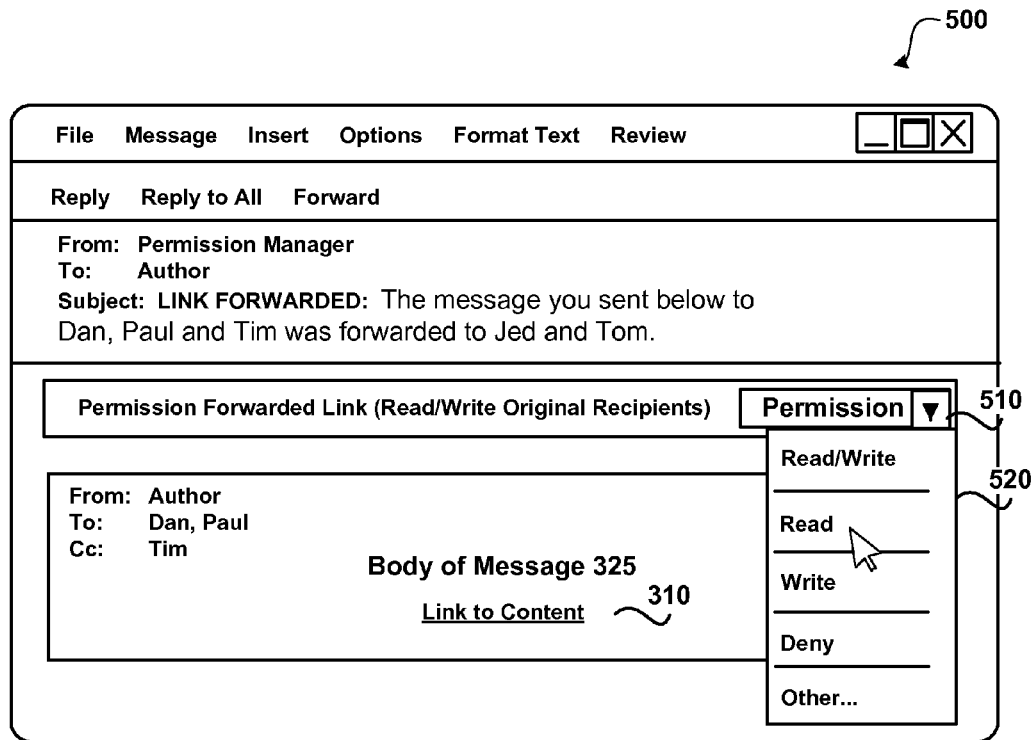 500
File Message Insert Options Format Text Review
Reply Reply to All Forward
From: Permission Manager
To: Author
Subject: LINK FORWARDED: The message you sent below to
Dan, Paul and Tim was forwarded to Jed and Tom.
Permission Forwarded Link (Read/Write Original Recipients) Permission 510
Read/Write
520
From: Author
To: Dan, Paul
Cc: Tim
Read
Body of Message 325
Write
Link to Content 310
Deny
Other...